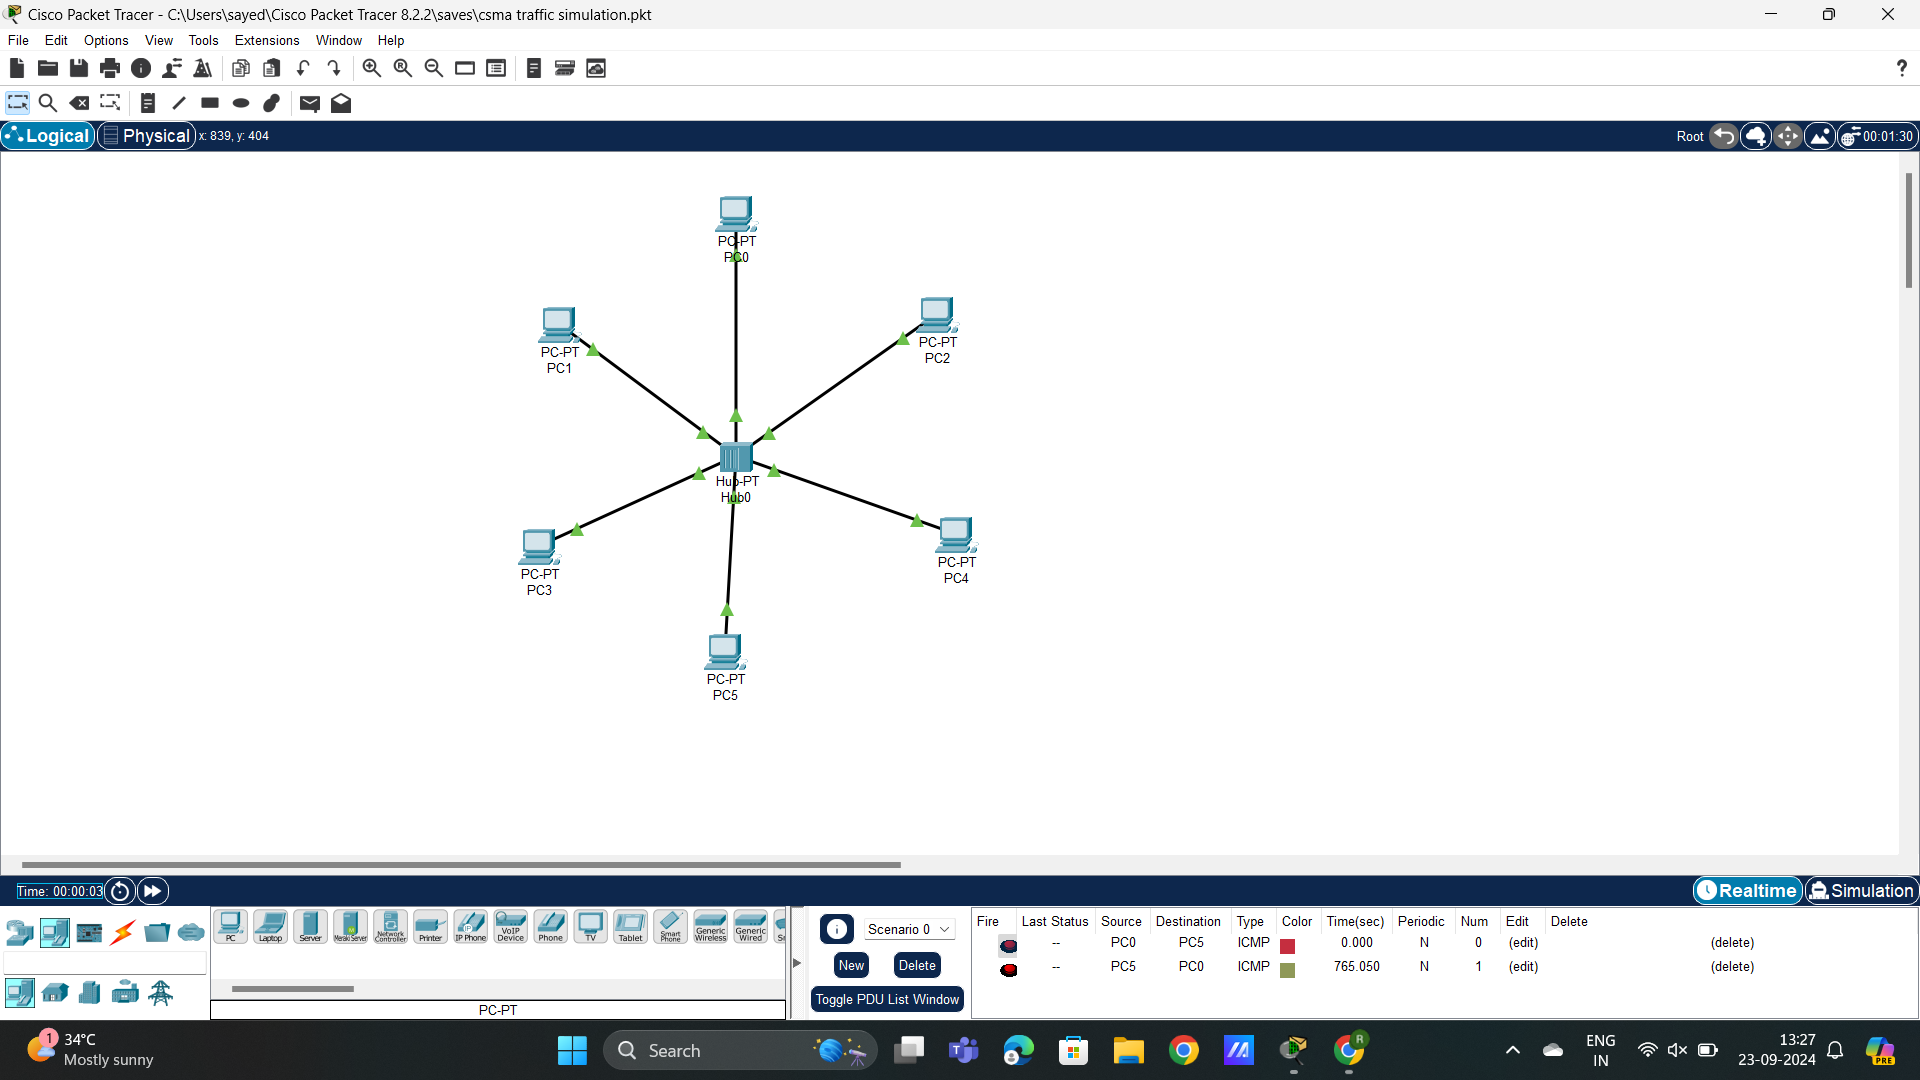 Cisco Packet Tracer - C:\Users\sayed\Cisco Packet Tracer 8.2.2\saves\csma traffic simulation.pkt
File Edit Options View Tools Extensions Window Help
?
Logical Physical x: 839, y: 404 Root 00:01:30
PC-PT
PC0
PC-PT
PC1
PC-PT
PC2
Hub-PT
Hub0
PC-PT
PC3
PC-PT
PC4
PC-PT
PC5
Time: 00:00:03 Realtime Simulation
PC Laptop Server Meraki Server Network Controller Printer IP Phone VoIP Device Phone TV Tablet Smart Phone Generic Wireless Generic Wired
PC-PT
Scenario 0
New Delete
Toggle PDU List Window
Fire Last Status Source Destination Type Color Time(sec) Periodic Num Edit Delete
-- PC0 PC5 ICMP 0.000 N 0 (edit) (delete)
-- PC5 PC0 ICMP 765.050 N 1 (edit) (delete)
1 34°C
Mostly sunny
Search
R
ENG
IN
13:27
23-09-2024
PRE